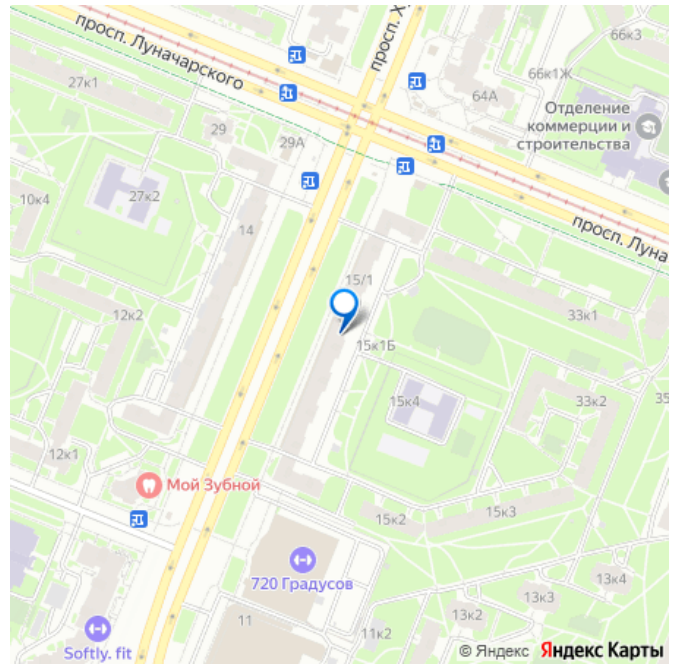 просп. Луначарского
просп. Х
66к3
27к1
64А
66к1Ж
Отделение
коммерции и
строительства
29
29А
10к4
27к2
14
просп. Луна
15/1
12к2
33к1
15к1Б
15к4
33к2
35
12к1
Мой Зубной
15к2
15к3
720 Градусов
13к4
13к3
13к2
11
11к2
Softly. fit
© Яндекс Яндекс Карты